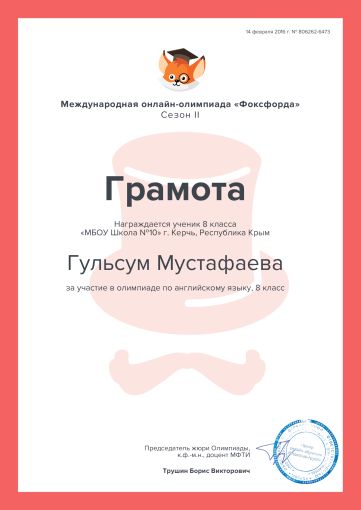 14 февраля 2016 г. № 806262-6473
Международная онлайн-олимпиада «Фоксфорда»
Сезон II
Грамота
Награждается ученик 8 класса
«МБОУ Школа №10» г. Керчь, Республика Крым
Гульсум Мустафаева
за участие в олимпиаде по английскому языку, 8 класс
Председатель жюри Олимпиады,
к.ф.-м.н., доцент МФТИ
Трушин Борис Викторович